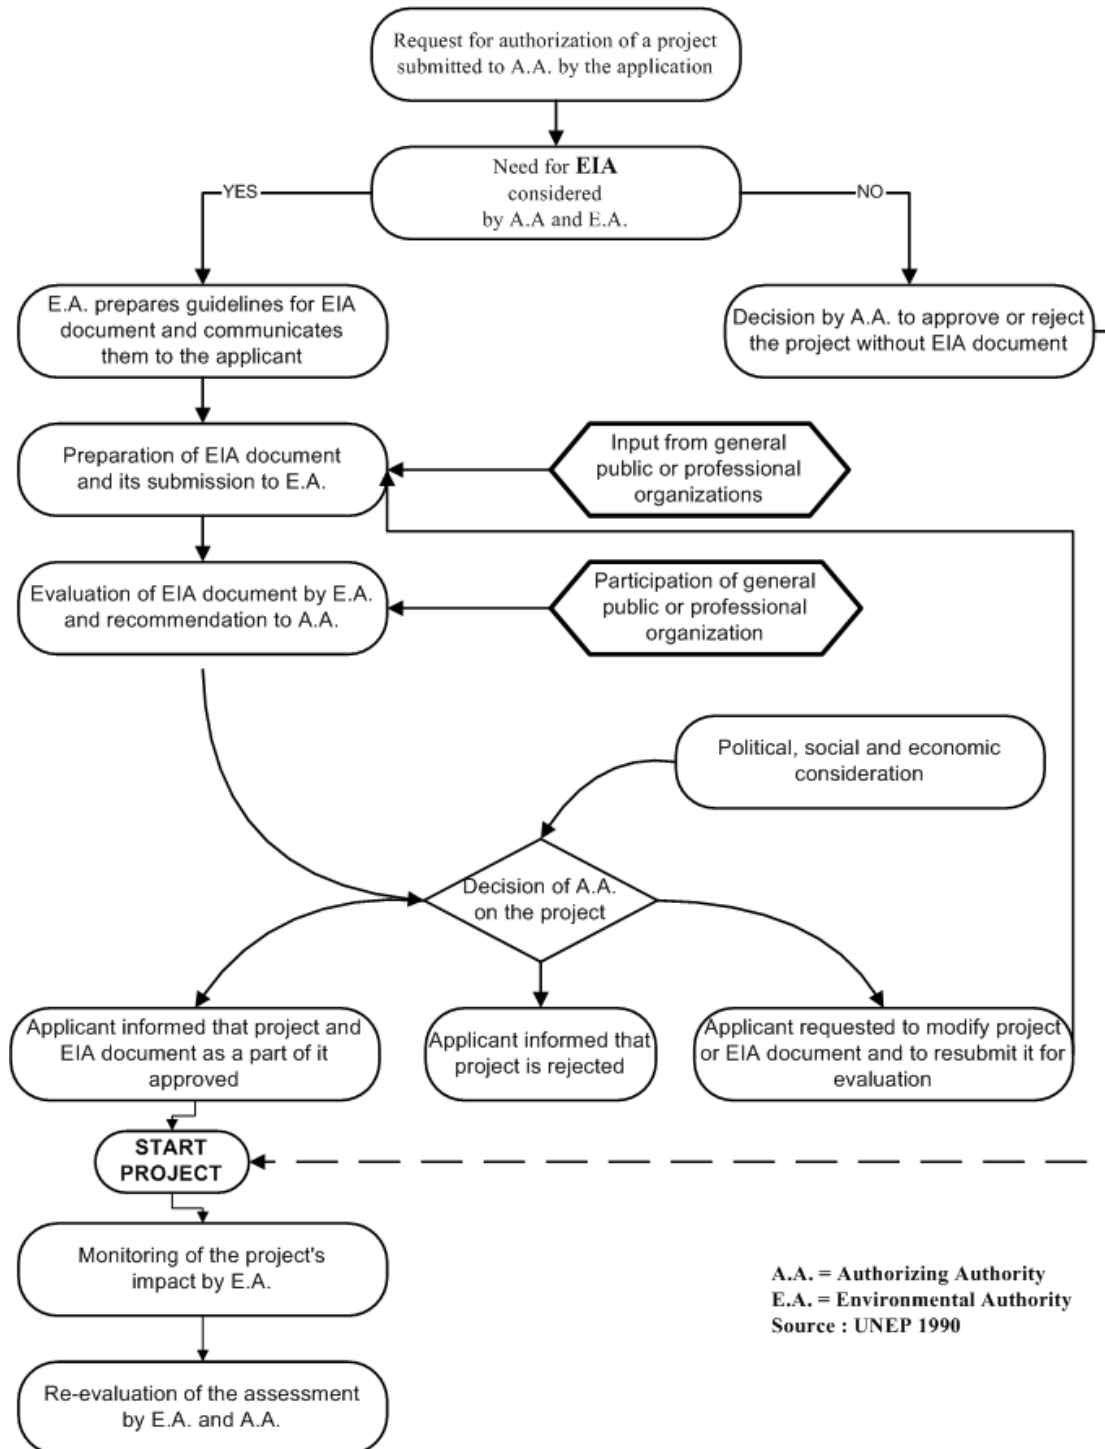 Request for authorization of a project
submitted to A.A. by the application
Need for EIA
considered
by A.A and E.A.
YES
NO
E.A. prepares guidelines for EIA
document and communicates
them to the applicant
Decision by A.A. to approve or reject
the project without EIA document
Preparation of EIA document
and its submission to E.A.
Input from general
public or professional
organizations
Evaluation of EIA document by E.A.
and recommendation to A.A.
Participation of general
public or professional
organization
Political, social and economic
consideration
Decision of A.A.
on the project
Applicant informed that project and
EIA document as a part of it
approved
Applicant informed that
project is rejected
Applicant requested to modify project
or EIA document and to resubmit it for
evaluation
START
PROJECT
Monitoring of the project's
impact by E.A.
A.A. = Authorizing Authority
E.A. = Environmental Authority
Source : UNEP 1990
Re-evaluation of the assessment
by E.A. and A.A.